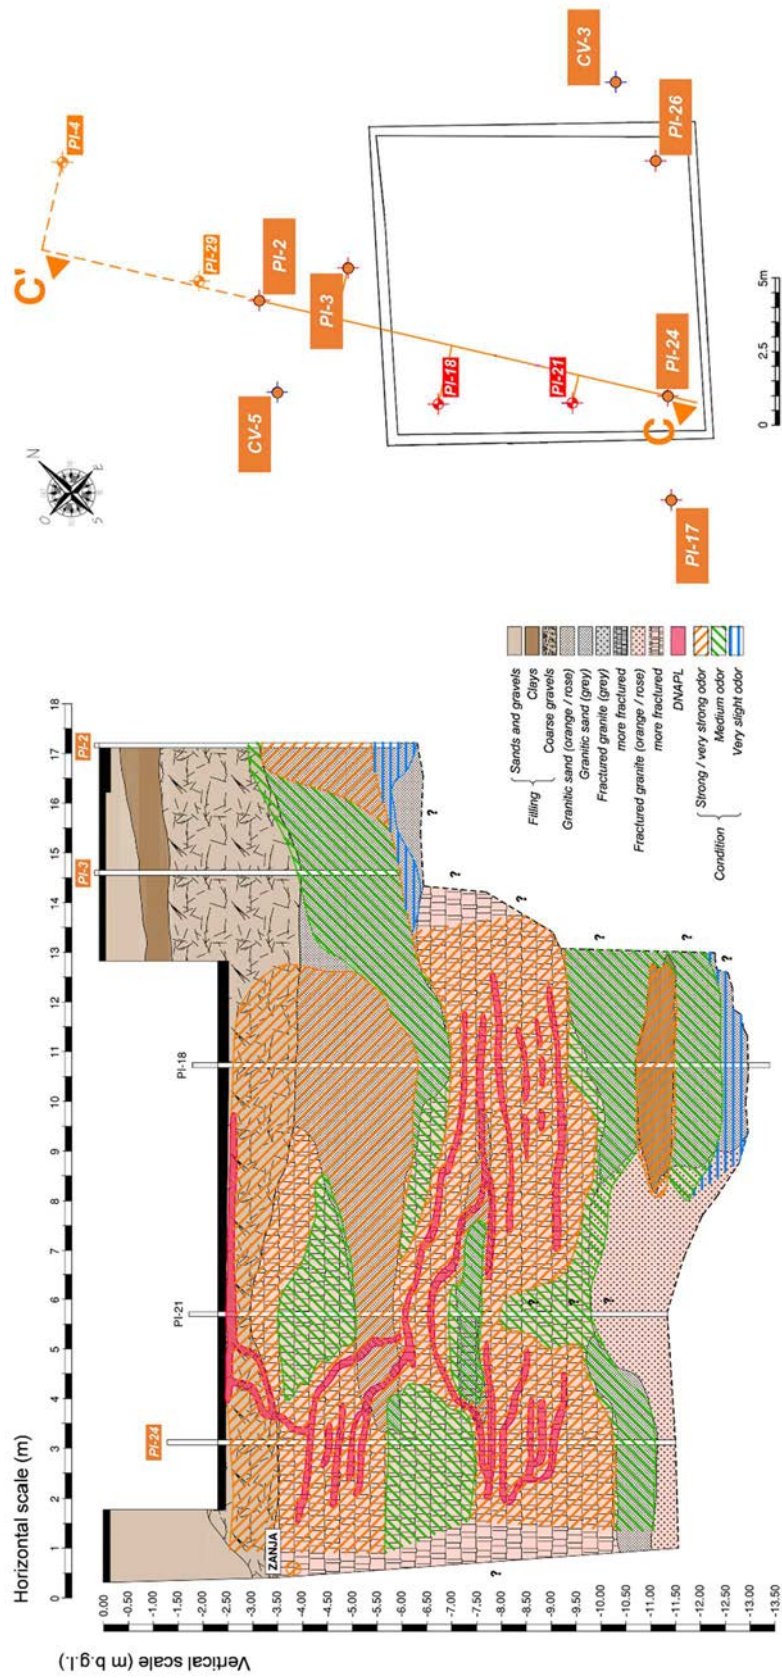 Horizontal scale (m)
0 1 2 3 4 5 6 7 8 9 10 11 12 13 14 15 16 17 18
Vertical scale (m b.g.l.)
0.00
-0.50
-1.00
-1.50
-2.00
-2.50
-3.00
-3.50
-4.00
-4.50
-5.00
-5.50
-6.00
-6.50
-7.00
-7.50
-8.00
-8.50
-9.00
-9.50
-10.00
-10.50
-11.00
-11.50
-12.00
-12.50
-13.00
-13.50
PI-24
PI-21
PI-18
PI-3
PI-2
ZANJA
?
?
?
?
?
?
?
?
?
?
?
Filling
Sands and gravels
Clays
Coarse gravels
Granitic sand (orange / rose)
Granitic sand (grey)
Fractured granite (grey)
more fractured
Fractured granite (orange / rose)
more fractured
DNAPL
Condition
Strong / very strong odor
Medium odor
Very slight odor
N
O
E
S
C'
PI-4
PI-29
PI-2
CV-5
PI-3
CV-3
PI-18
PI-21
PI-26
PI-24
C
PI-17
0 2.5 5m